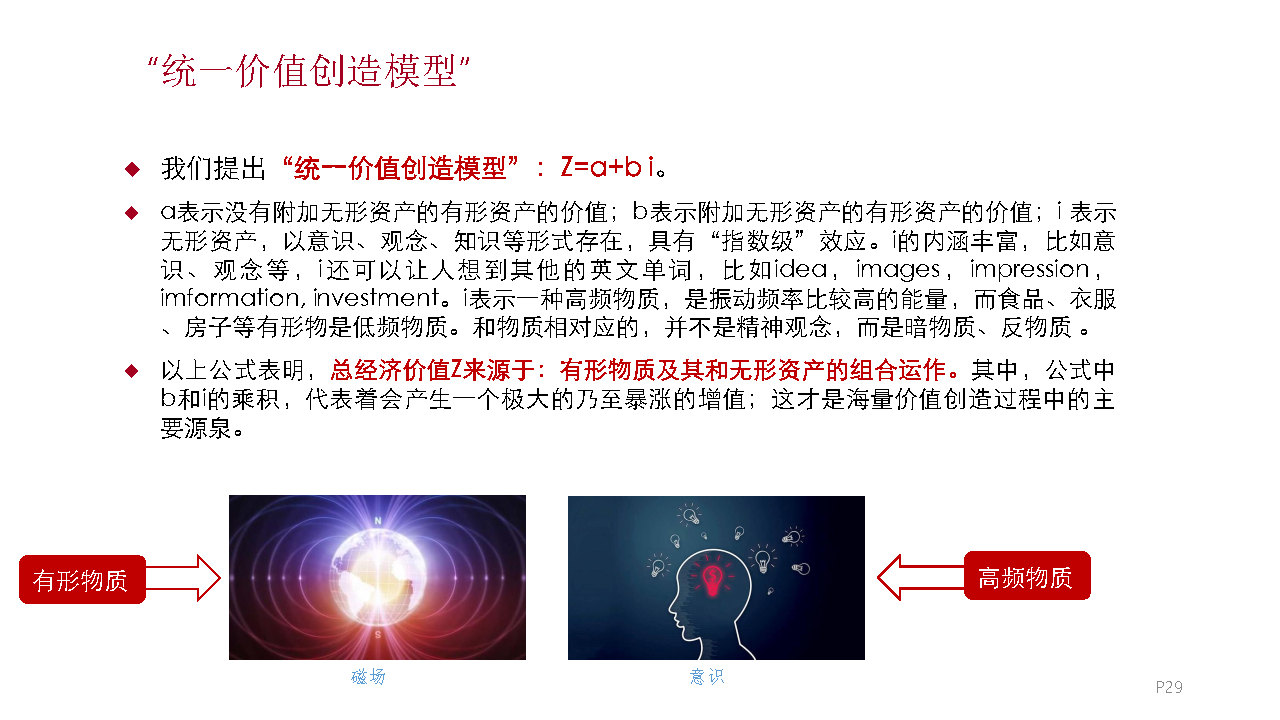 “统一价值创造模型”
◆ 我们提出“统一价值创造模型”：Z=a+b i。
◆ a表示没有附加无形资产的有形资产的价值；b表示附加无形资产的有形资产的价值；i 表示
无形资产，以意识、观念、知识等形式存在，具有“指数级”效应。i的内涵丰富，比如意
识、观念等，i还可以让人想到其他的英文单词，比如idea，images，impression，
imformation, investment。i表示一种高频物质，是振动频率比较高的能量，而食品、衣服
、房子等有形物是低频物质。和物质相对应的，并不是精神观念，而是暗物质、反物质 。
◆ 以上公式表明，总经济价值Z来源于：有形物质及其和无形资产的组合运作。其中，公式中
b和i的乘积，代表着会产生一个极大的乃至暴涨的增值；这才是海量价值创造过程中的主
要源泉。
N
S
有形物质
高频物质
磁场
意识
P29